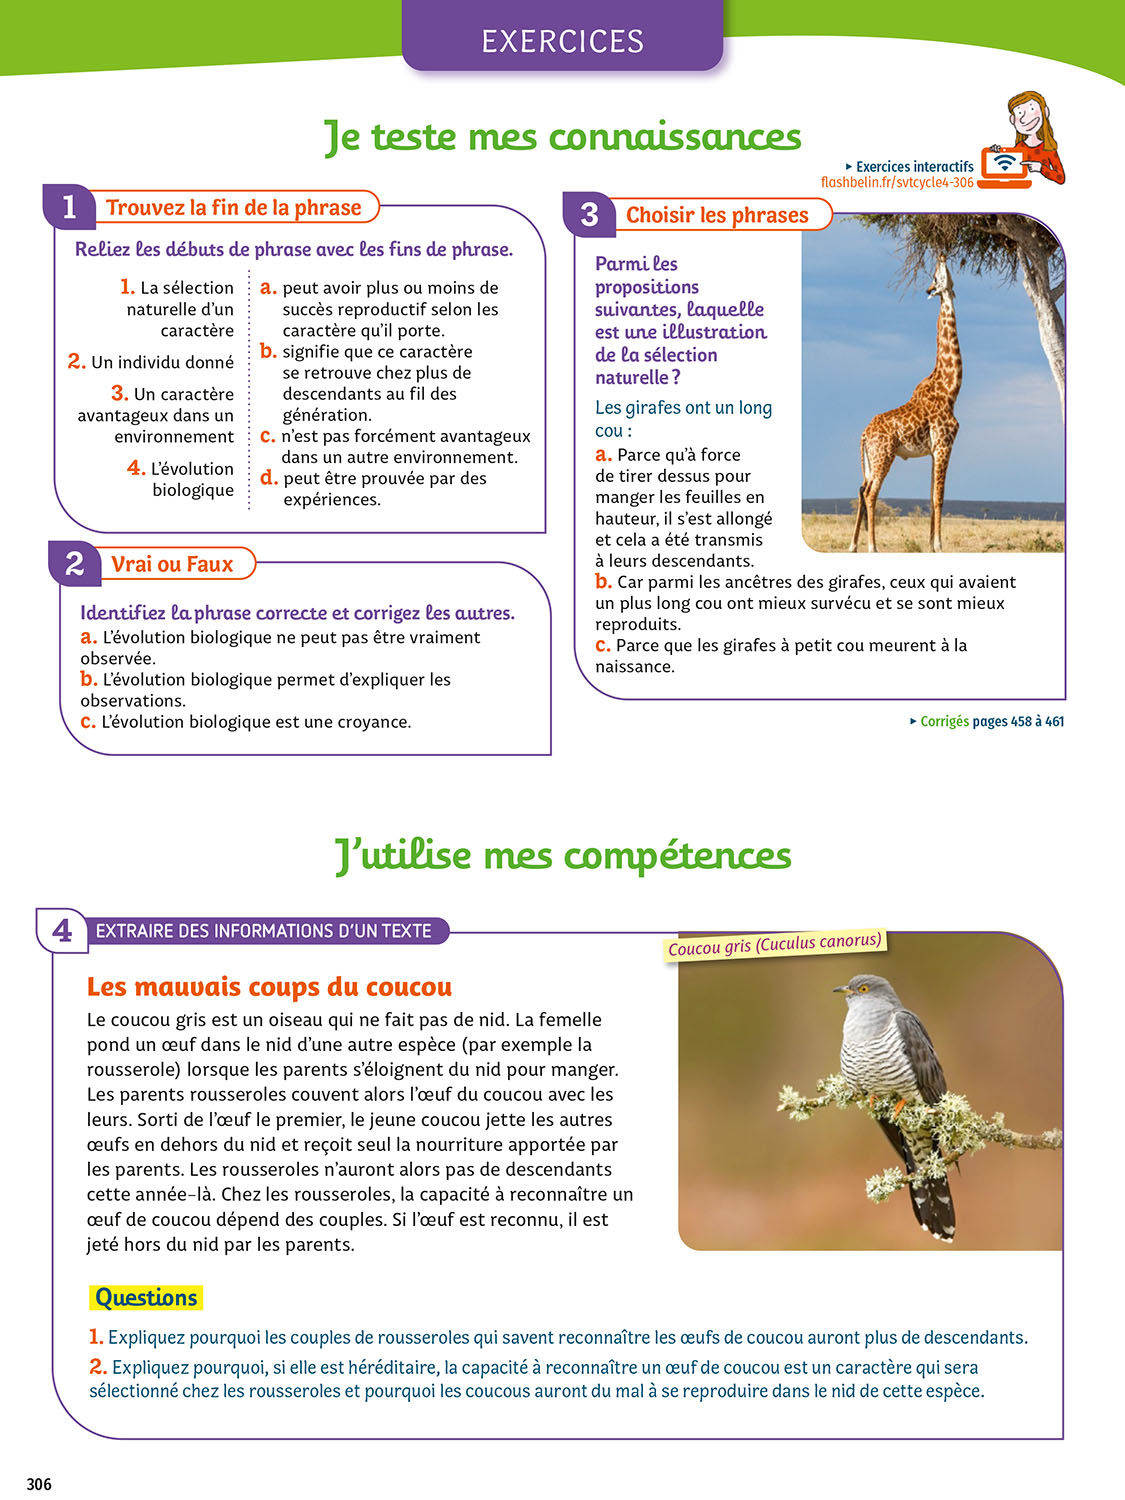 EXERCICES
Je teste mes connaissances
▸ Exercices interactifs
flashbelin.fr/svtcycle4-306
1 Trouvez la fin de la phrase
Reliez les débuts de phrase avec les fins de phrase.
1. La sélection
naturelle d'un
caractère
2. Un individu donné
3. Un caractère
avantageux dans un
environnement
4. L'évolution
biologique
a. peut avoir plus ou moins de
succès reproductif selon les
caractère qu'il porte.
b. signifie que ce caractère
se retrouve chez plus de
descendants au fil des
génération.
c. n'est pas forcément avantageux
dans un autre environnement.
d. peut être prouvée par des
expériences.
2 Vrai ou Faux
Identifiez la phrase correcte et corrigez les autres.
a. L'évolution biologique ne peut pas être vraiment
observée.
b. L'évolution biologique permet d'expliquer les
observations.
c. L'évolution biologique est une croyance.
3 Choisir les phrases
Parmi les
propositions
suivantes, laquelle
est une illustration
de la sélection
naturelle ?
Les girafes ont un long
cou :
a. Parce qu'à force
de tirer dessus pour
manger les feuilles en
hauteur, il s'est allongé
et cela a été transmis
à leurs descendants.
b. Car parmi les ancêtres des girafes, ceux qui avaient
un plus long cou ont mieux survécu et se sont mieux
reproduits.
c. Parce que les girafes à petit cou meurent à la
naissance.
▸ Corrigés pages 458 à 461
J'utilise mes compétences
4 EXTRAIRE DES INFORMATIONS D'UN TEXTE
Coucou gris (Cuculus canorus)
Les mauvais coups du coucou
Le coucou gris est un oiseau qui ne fait pas de nid. La femelle
pond un œuf dans le nid d'une autre espèce (par exemple la
rousserole) lorsque les parents s'éloignent du nid pour manger.
Les parents rousseroles couvent alors l'œuf du coucou avec les
leurs. Sorti de l'œuf le premier, le jeune coucou jette les autres
œufs en dehors du nid et reçoit seul la nourriture apportée par
les parents. Les rousseroles n'auront alors pas de descendants
cette année-là. Chez les rousseroles, la capacité à reconnaître un
œuf de coucou dépend des couples. Si l'œuf est reconnu, il est
jeté hors du nid par les parents.
Questions
1. Expliquez pourquoi les couples de rousseroles qui savent reconnaître les œufs de coucou auront plus de descendants.
2. Expliquez pourquoi, si elle est héréditaire, la capacité à reconnaître un œuf de coucou est un caractère qui sera
sélectionné chez les rousseroles et pourquoi les coucous auront du mal à se reproduire dans le nid de cette espèce.
306